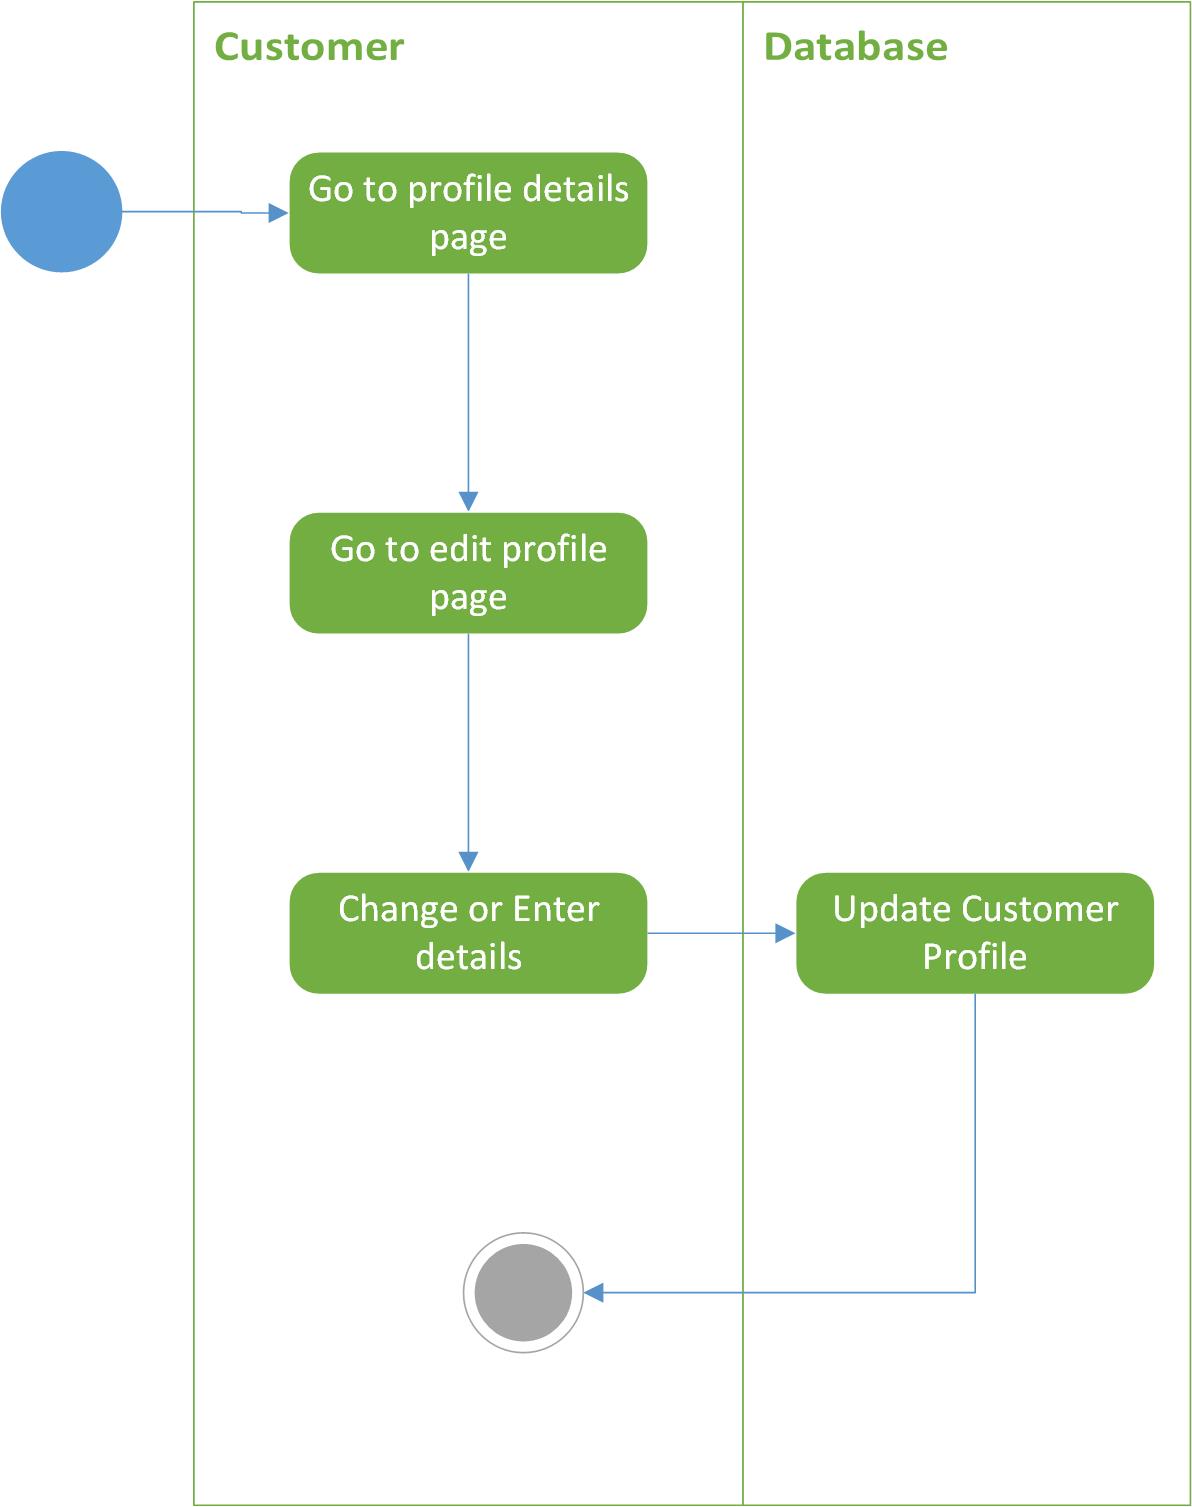 Customer
Database
Go to profile details
page
Go to edit profile
page
Change or Enter
details
Update Customer
Profile